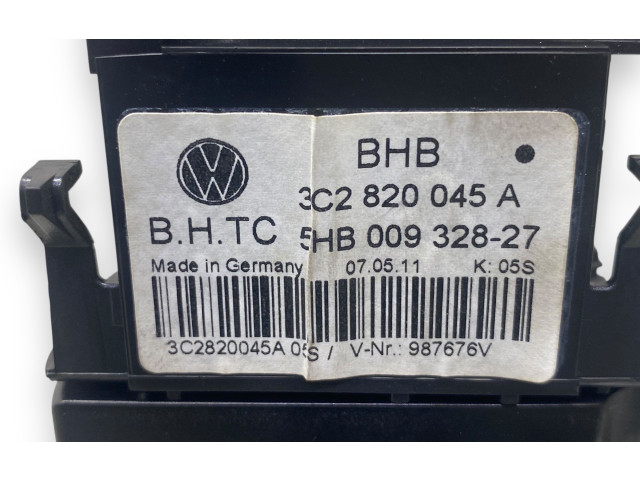 BHB
3C2 820 045 A
B.H.TC 5HB 009 328-27
Made in Germany 07.05.11 K: 05S
3C2820045A 05S / V-Nr.: 987676V